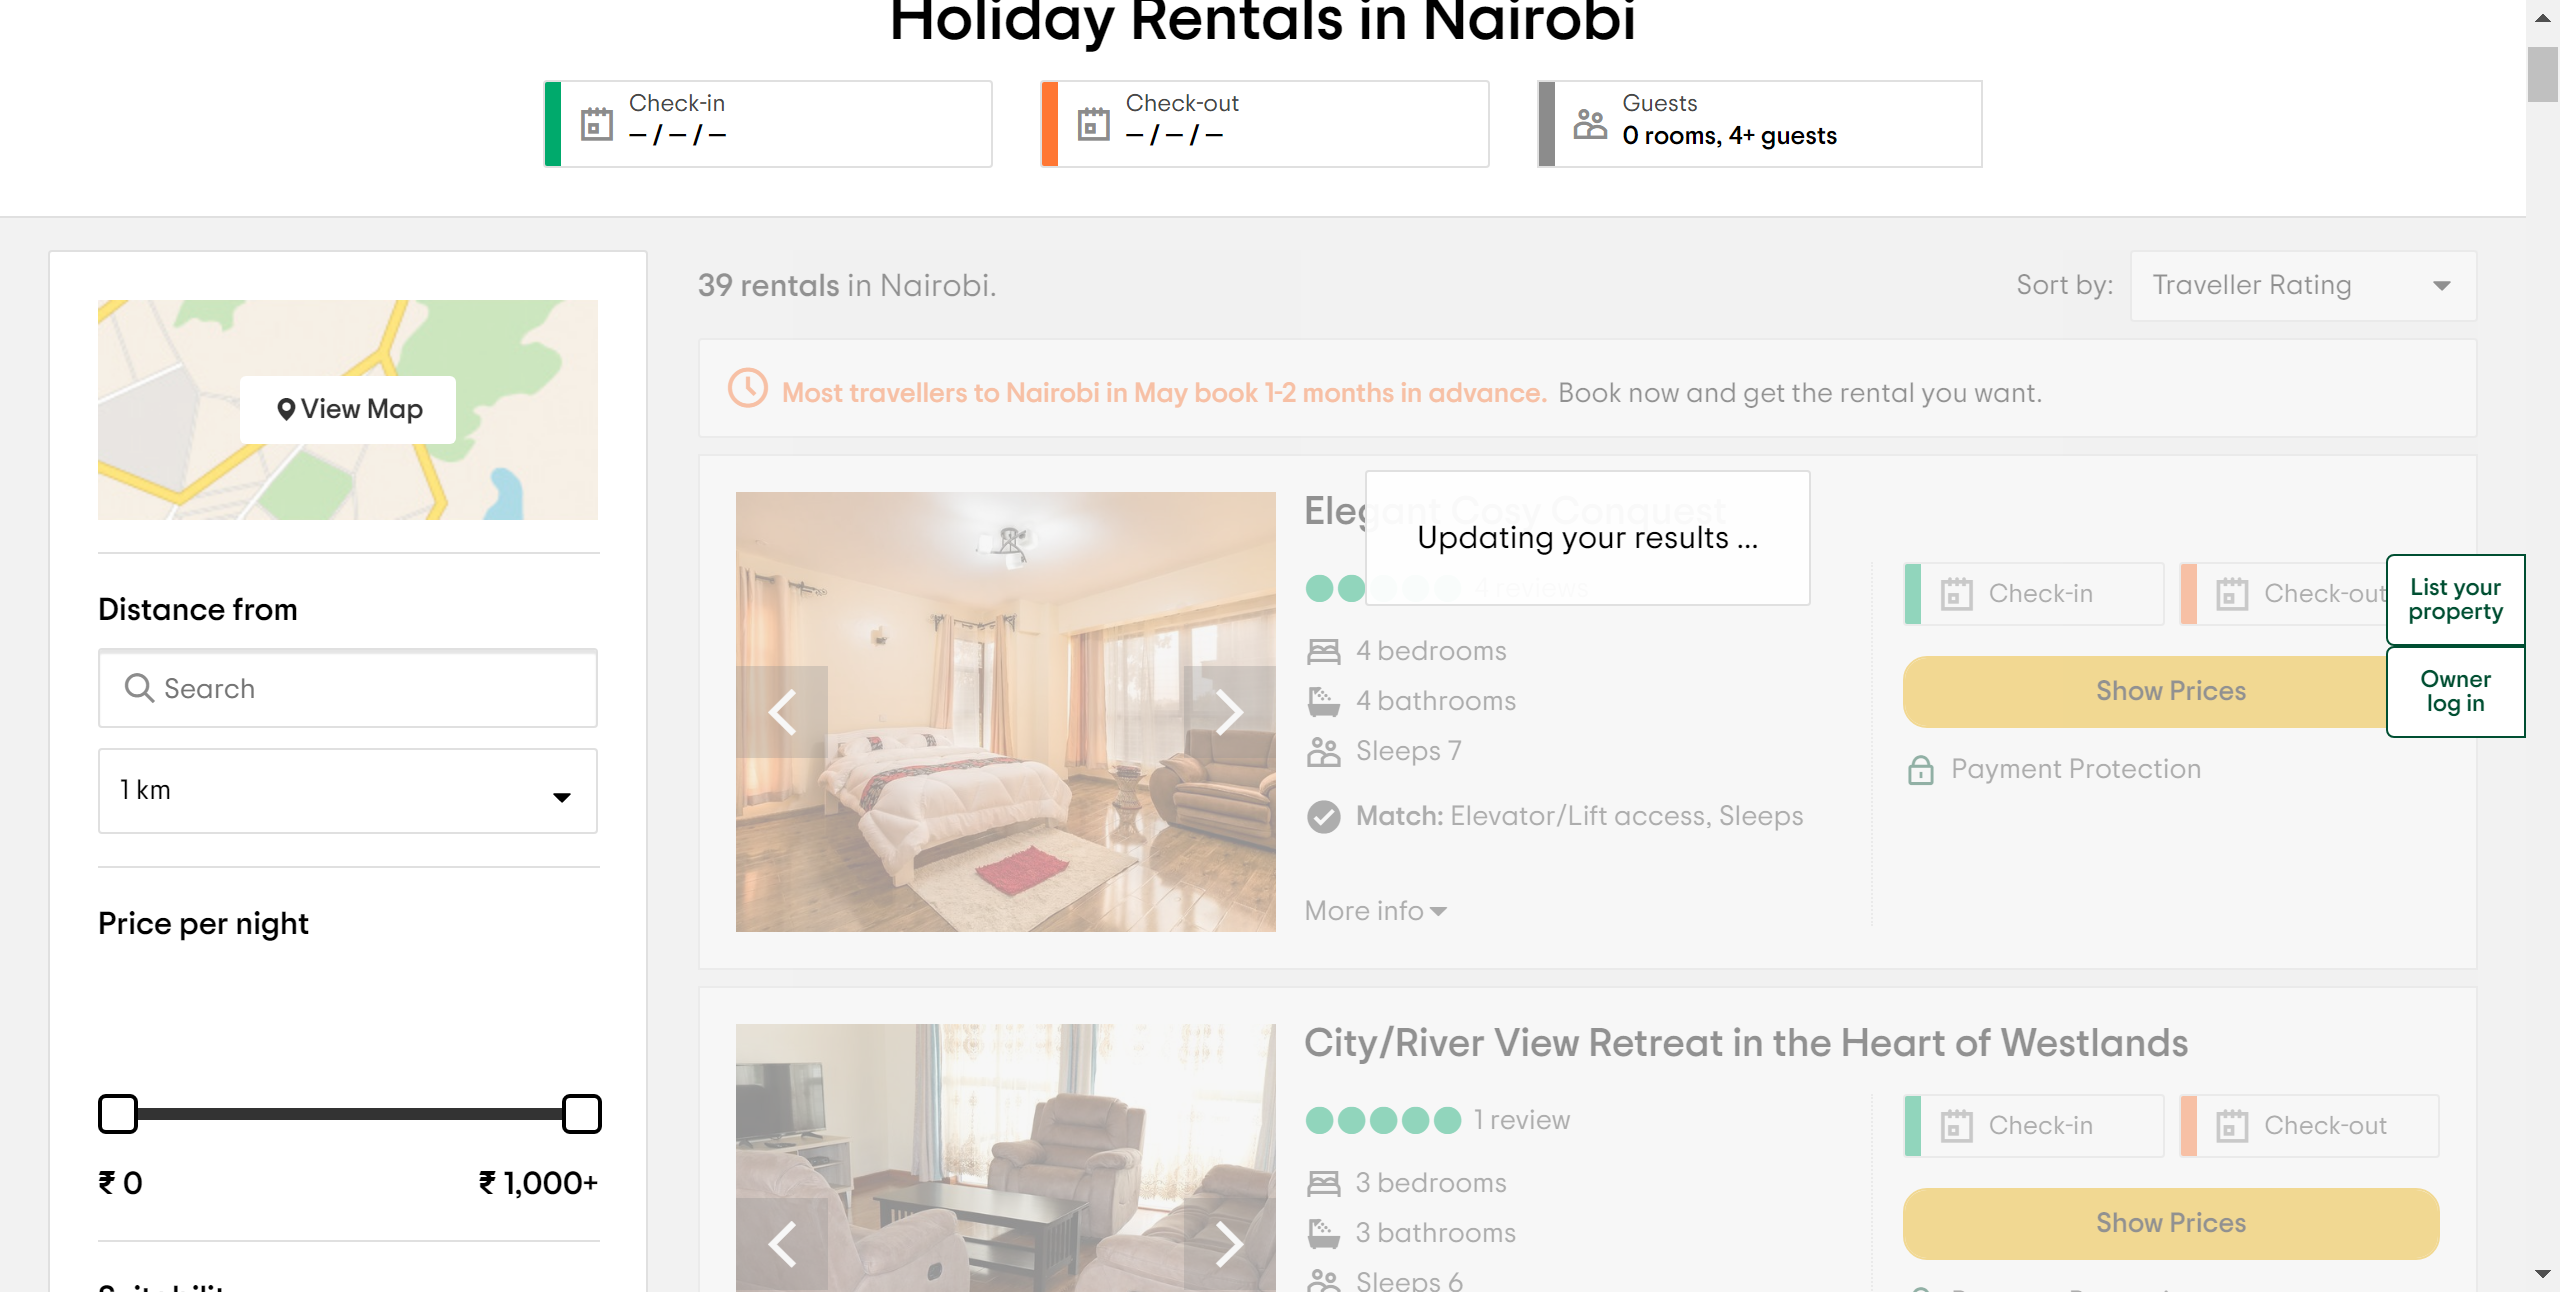 Holiday Rentals in Nairobi
Check-in
– / – / –
Check-out
– / – / –
Guests
0 rooms, 4+ guests
View Map
Distance from
Search
1 km
Price per night
₹ 0
₹ 1,000+
39 rentals in Nairobi.
Sort by:
Traveller Rating
Most travellers to Nairobi in May book 1-2 months in advance. Book now and get the rental you want.
Elegant Cosy Conquest
Updating your results ...
4 reviews
4 bedrooms
4 bathrooms
Sleeps 7
Match: Elevator/Lift access, Sleeps
More info
Check-in
Check-out
Show Prices
Payment Protection
List your
property
Owner
log in
City/River View Retreat in the Heart of Westlands
1 review
3 bedrooms
3 bathrooms
Sleeps 6
Check-in
Check-out
Show Prices